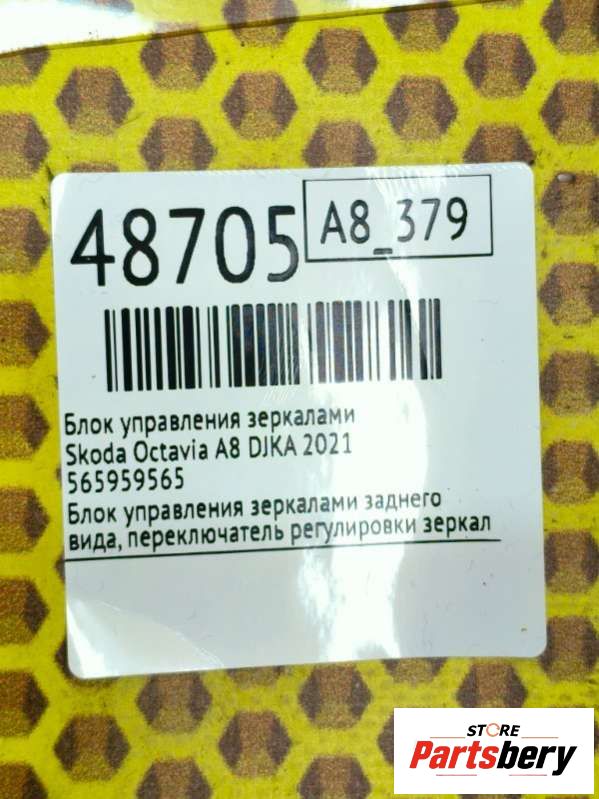 48705 A8_379
Блок управления зеркалами
Skoda Octavia A8 DJKA 2021
565959565
Блок управления зеркалами заднего
вида, переключатель регулировки зеркал
STORE
Partsbery